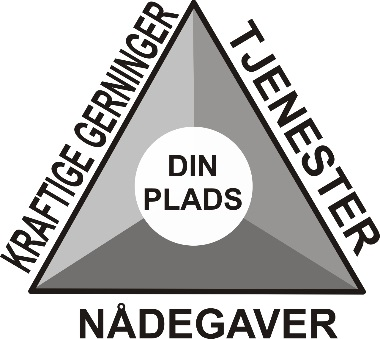 KRAFTIGE GERNINGER
TJENESTER
DIN
PLADS
NÅDEGAVER